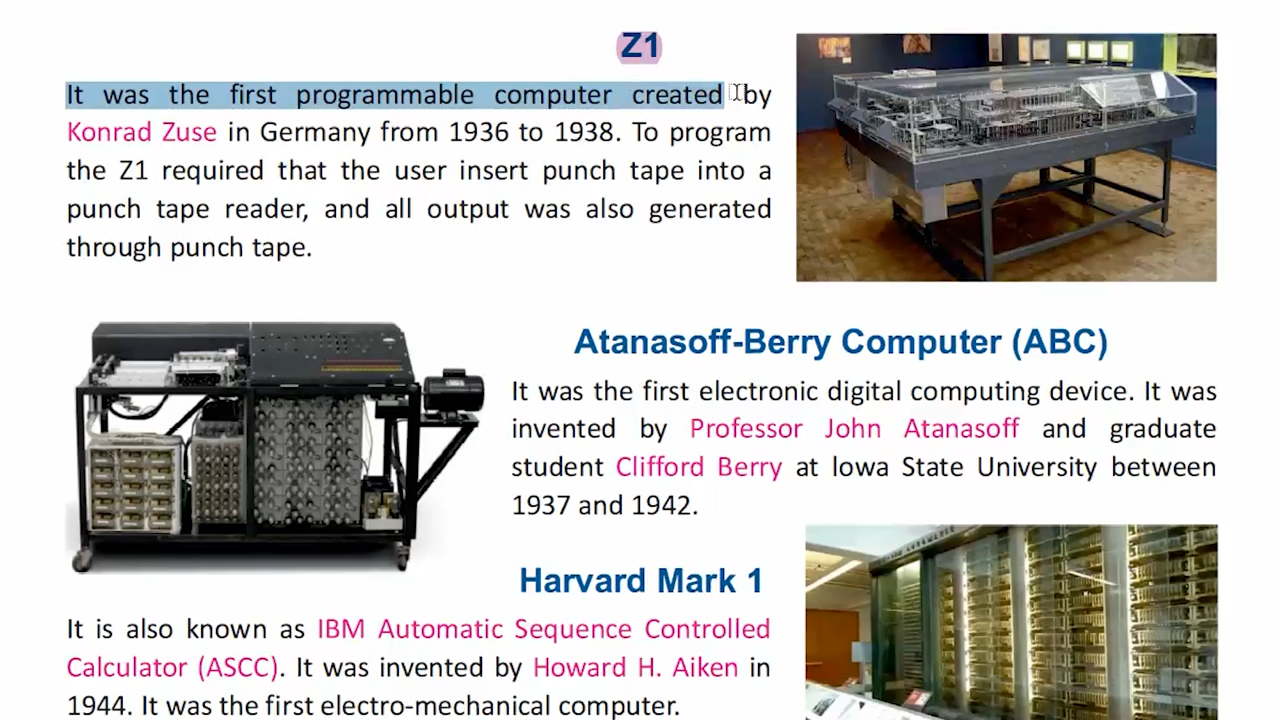 Z1
It was the first programmable computer created by
Konrad Zuse in Germany from 1936 to 1938. To program
the Z1 required that the user insert punch tape into a
punch tape reader, and all output was also generated
through punch tape.
Atanasoff-Berry Computer (ABC)
It was the first electronic digital computing device. It was
invented by Professor John Atanasoff and graduate
student Clifford Berry at Iowa State University between
1937 and 1942.
Harvard Mark 1
It is also known as IBM Automatic Sequence Controlled
Calculator (ASCC). It was invented by Howard H. Aiken in
1944. It was the first electro-mechanical computer.